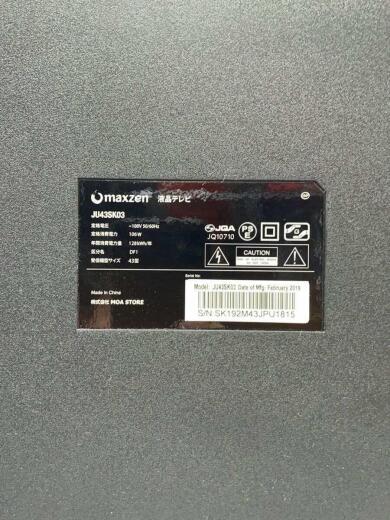 maxzen 液晶テレビ
JU43SK03
定格電圧 ~100V 50/60Hz
定格消費電力 106W
年間消費電力量 128kWh/年
区分名 DF1
受信機型サイズ 43型
JQA
JQ10710
PS
E
CAUTION
Made in China
株式会社 MOA STORE
Serial No:
Model: JU43SK03 Date of Mfg: February 2019
S/N:SK192M43JPU1815